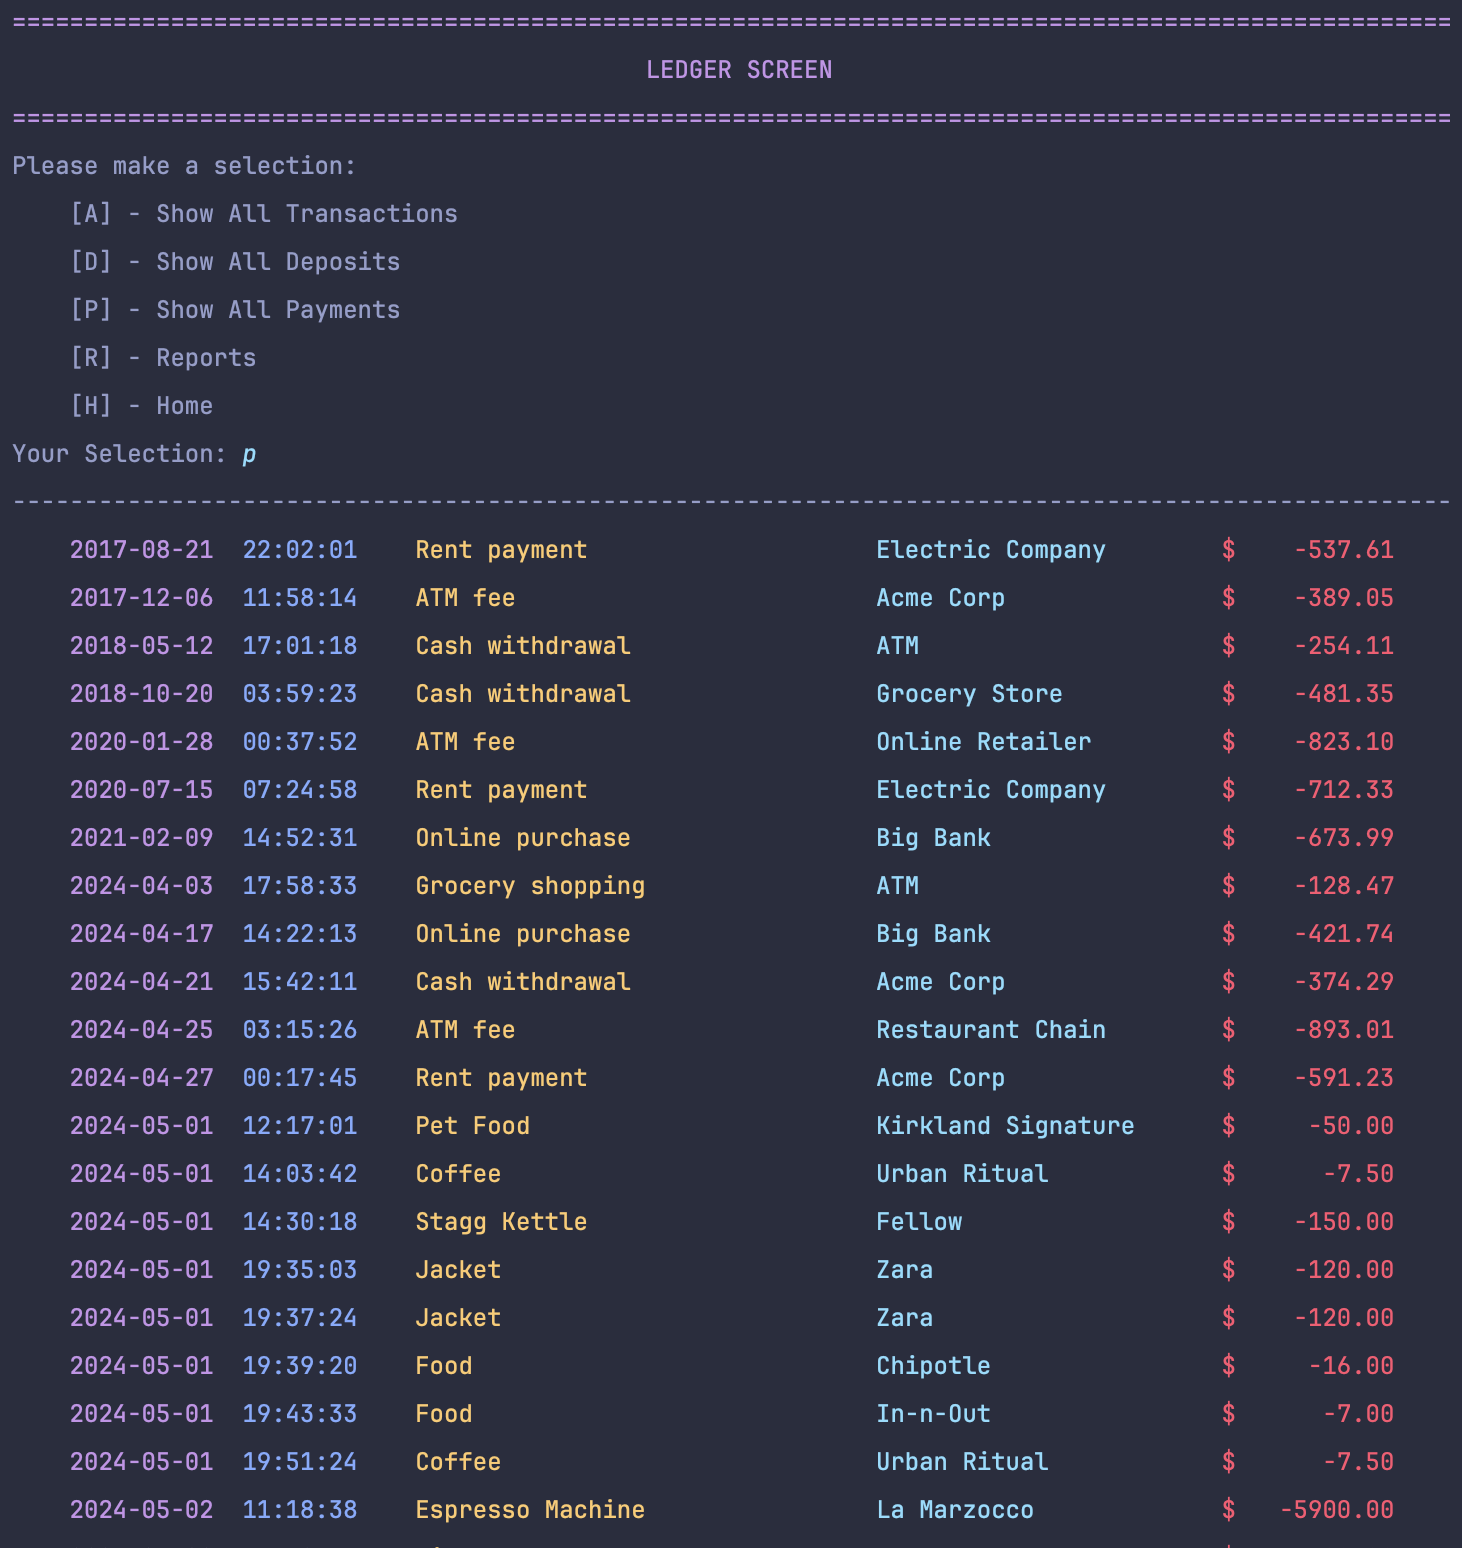 ====================================================================================================
LEDGER SCREEN
====================================================================================================
Please make a selection:
[A] - Show All Transactions
[D] - Show All Deposits
[P] - Show All Payments
[R] - Reports
[H] - Home
Your Selection: p
----------------------------------------------------------------------------------------------------
2017-08-21 22:02:01 Rent payment Electric Company $ -537.61
2017-12-06 11:58:14 ATM fee Acme Corp $ -389.05
2018-05-12 17:01:18 Cash withdrawal ATM $ -254.11
2018-10-20 03:59:23 Cash withdrawal Grocery Store $ -481.35
2020-01-28 00:37:52 ATM fee Online Retailer $ -823.10
2020-07-15 07:24:58 Rent payment Electric Company $ -712.33
2021-02-09 14:52:31 Online purchase Big Bank $ -673.99
2024-04-03 17:58:33 Grocery shopping ATM $ -128.47
2024-04-17 14:22:13 Online purchase Big Bank $ -421.74
2024-04-21 15:42:11 Cash withdrawal Acme Corp $ -374.29
2024-04-25 03:15:26 ATM fee Restaurant Chain $ -893.01
2024-04-27 00:17:45 Rent payment Acme Corp $ -591.23
2024-05-01 12:17:01 Pet Food Kirkland Signature $ -50.00
2024-05-01 14:03:42 Coffee Urban Ritual $ -7.50
2024-05-01 14:30:18 Stagg Kettle Fellow $ -150.00
2024-05-01 19:35:03 Jacket Zara $ -120.00
2024-05-01 19:37:24 Jacket Zara $ -120.00
2024-05-01 19:39:20 Food Chipotle $ -16.00
2024-05-01 19:43:33 Food In-n-Out $ -7.00
2024-05-01 19:51:24 Coffee Urban Ritual $ -7.50
2024-05-02 11:18:38 Espresso Machine La Marzocco $ -5900.00